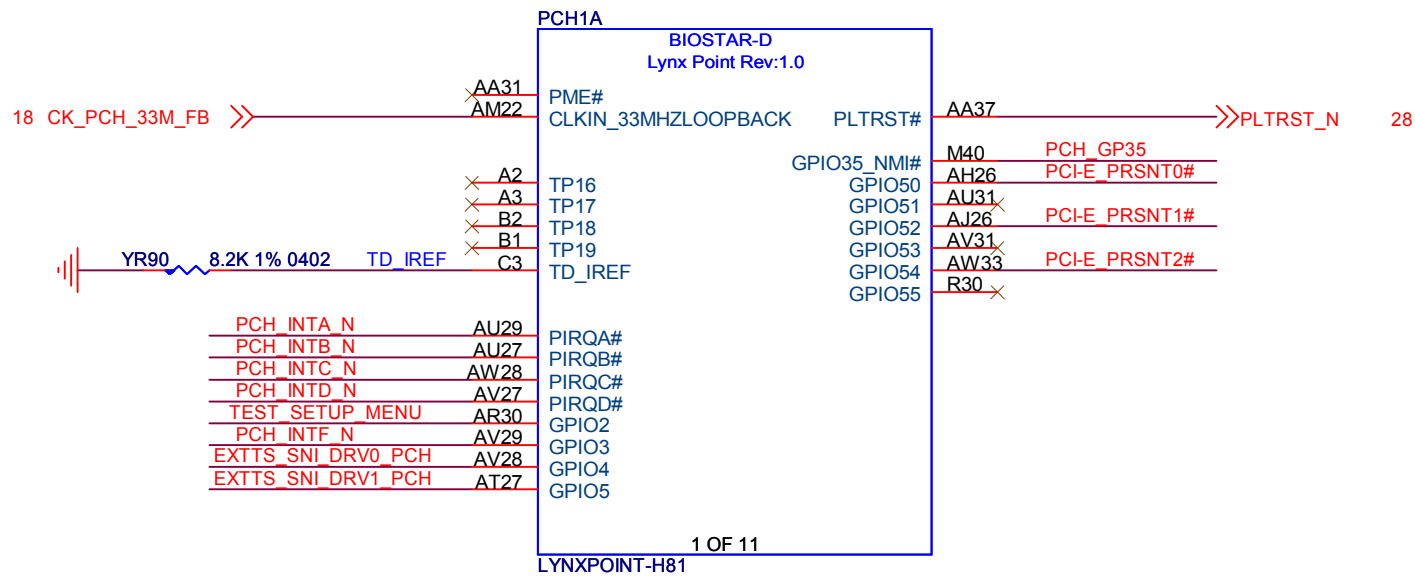 PCH1A
BIOSTAR-D
Lynx Point Rev:1.0
AA31 PME#
18 CK_PCH_33M_FB AM22 CLKIN_33MHZLOOPBACK PLTRST# AA37 PLTRST_N 28
GPIO35_NMI# M40 PCH_GP35
A2 TP16 GPIO50 AH26 PCI-E_PRSNT0#
A3 TP17 GPIO51 AU31
B2 TP18 GPIO52 AJ26 PCI-E_PRSNT1#
B1 TP19 GPIO53 AV31
YR90 8.2K 1% 0402 TD_IREF C3 TD_IREF GPIO54 AW33 PCI-E_PRSNT2#
GPIO55 R30
PCH_INTA_N AU29 PIRQA#
PCH_INTB_N AU27 PIRQB#
PCH_INTC_N AW28 PIRQC#
PCH_INTD_N AV27 PIRQD#
TEST_SETUP_MENU AR30 GPIO2
PCH_INTF_N AV29 GPIO3
EXTTS_SNI_DRV0_PCH AV28 GPIO4
EXTTS_SNI_DRV1_PCH AT27 GPIO5
1 OF 11
LYNXPOINT-H81